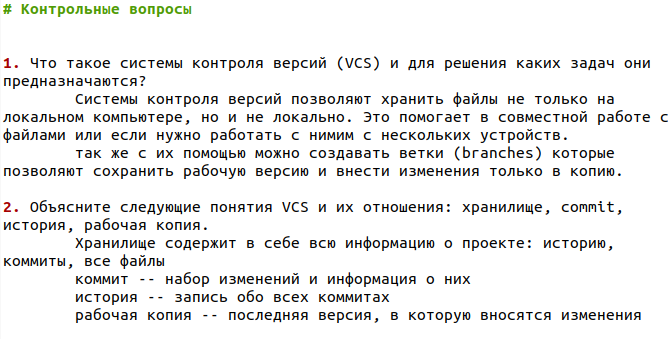 # Контрольные вопросы
1. Что такое системы контроля версий (VCS) и для решения каких задач они
предназначаются?
Системы контроля версий позволяют хранить файлы не только на
локальном компьютере, но и не локально. Это помогает в совместной работе с
файлами или если нужно работать с нимим с нескольких устройств.
так же с их помощью можно создавать ветки (branches) которые
позволяют сохранить рабочую версию и внести изменения только в копию.
2. Объясните следующие понятия VCS и их отношения: хранилище, commit,
история, рабочая копия.
Хранилище содержит в себе всю информацию о проекте: историю,
коммиты, все файлы
коммит -- набор изменений и информация о них
история -- запись обо всех коммитах
рабочая копия -- последняя версия, в которую вносятся изменения